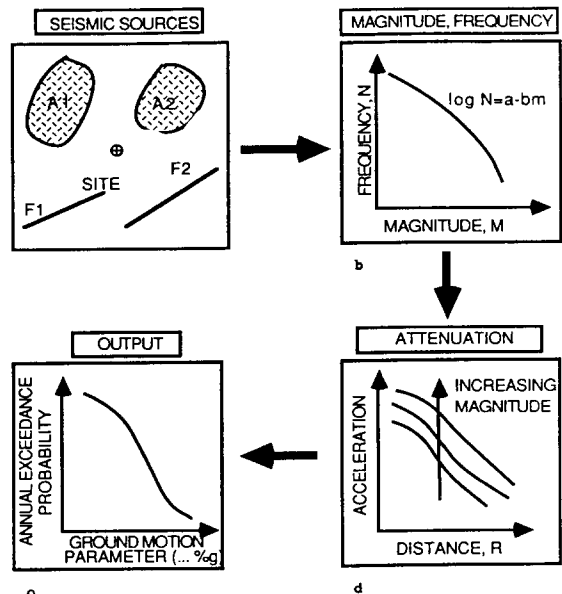 SEISMIC SOURCES
A1
A2
SITE
F1
F2
MAGNITUDE, FREQUENCY
FREQUENCY, N
log N=a-bm
MAGNITUDE, M
b
ATTENUATION
ACCELERATION
INCREASING
MAGNITUDE
DISTANCE, R
d
OUTPUT
ANNUAL EXCEEDANCE
PROBABILITY
GROUND MOTION
PARAMETER (... %g)